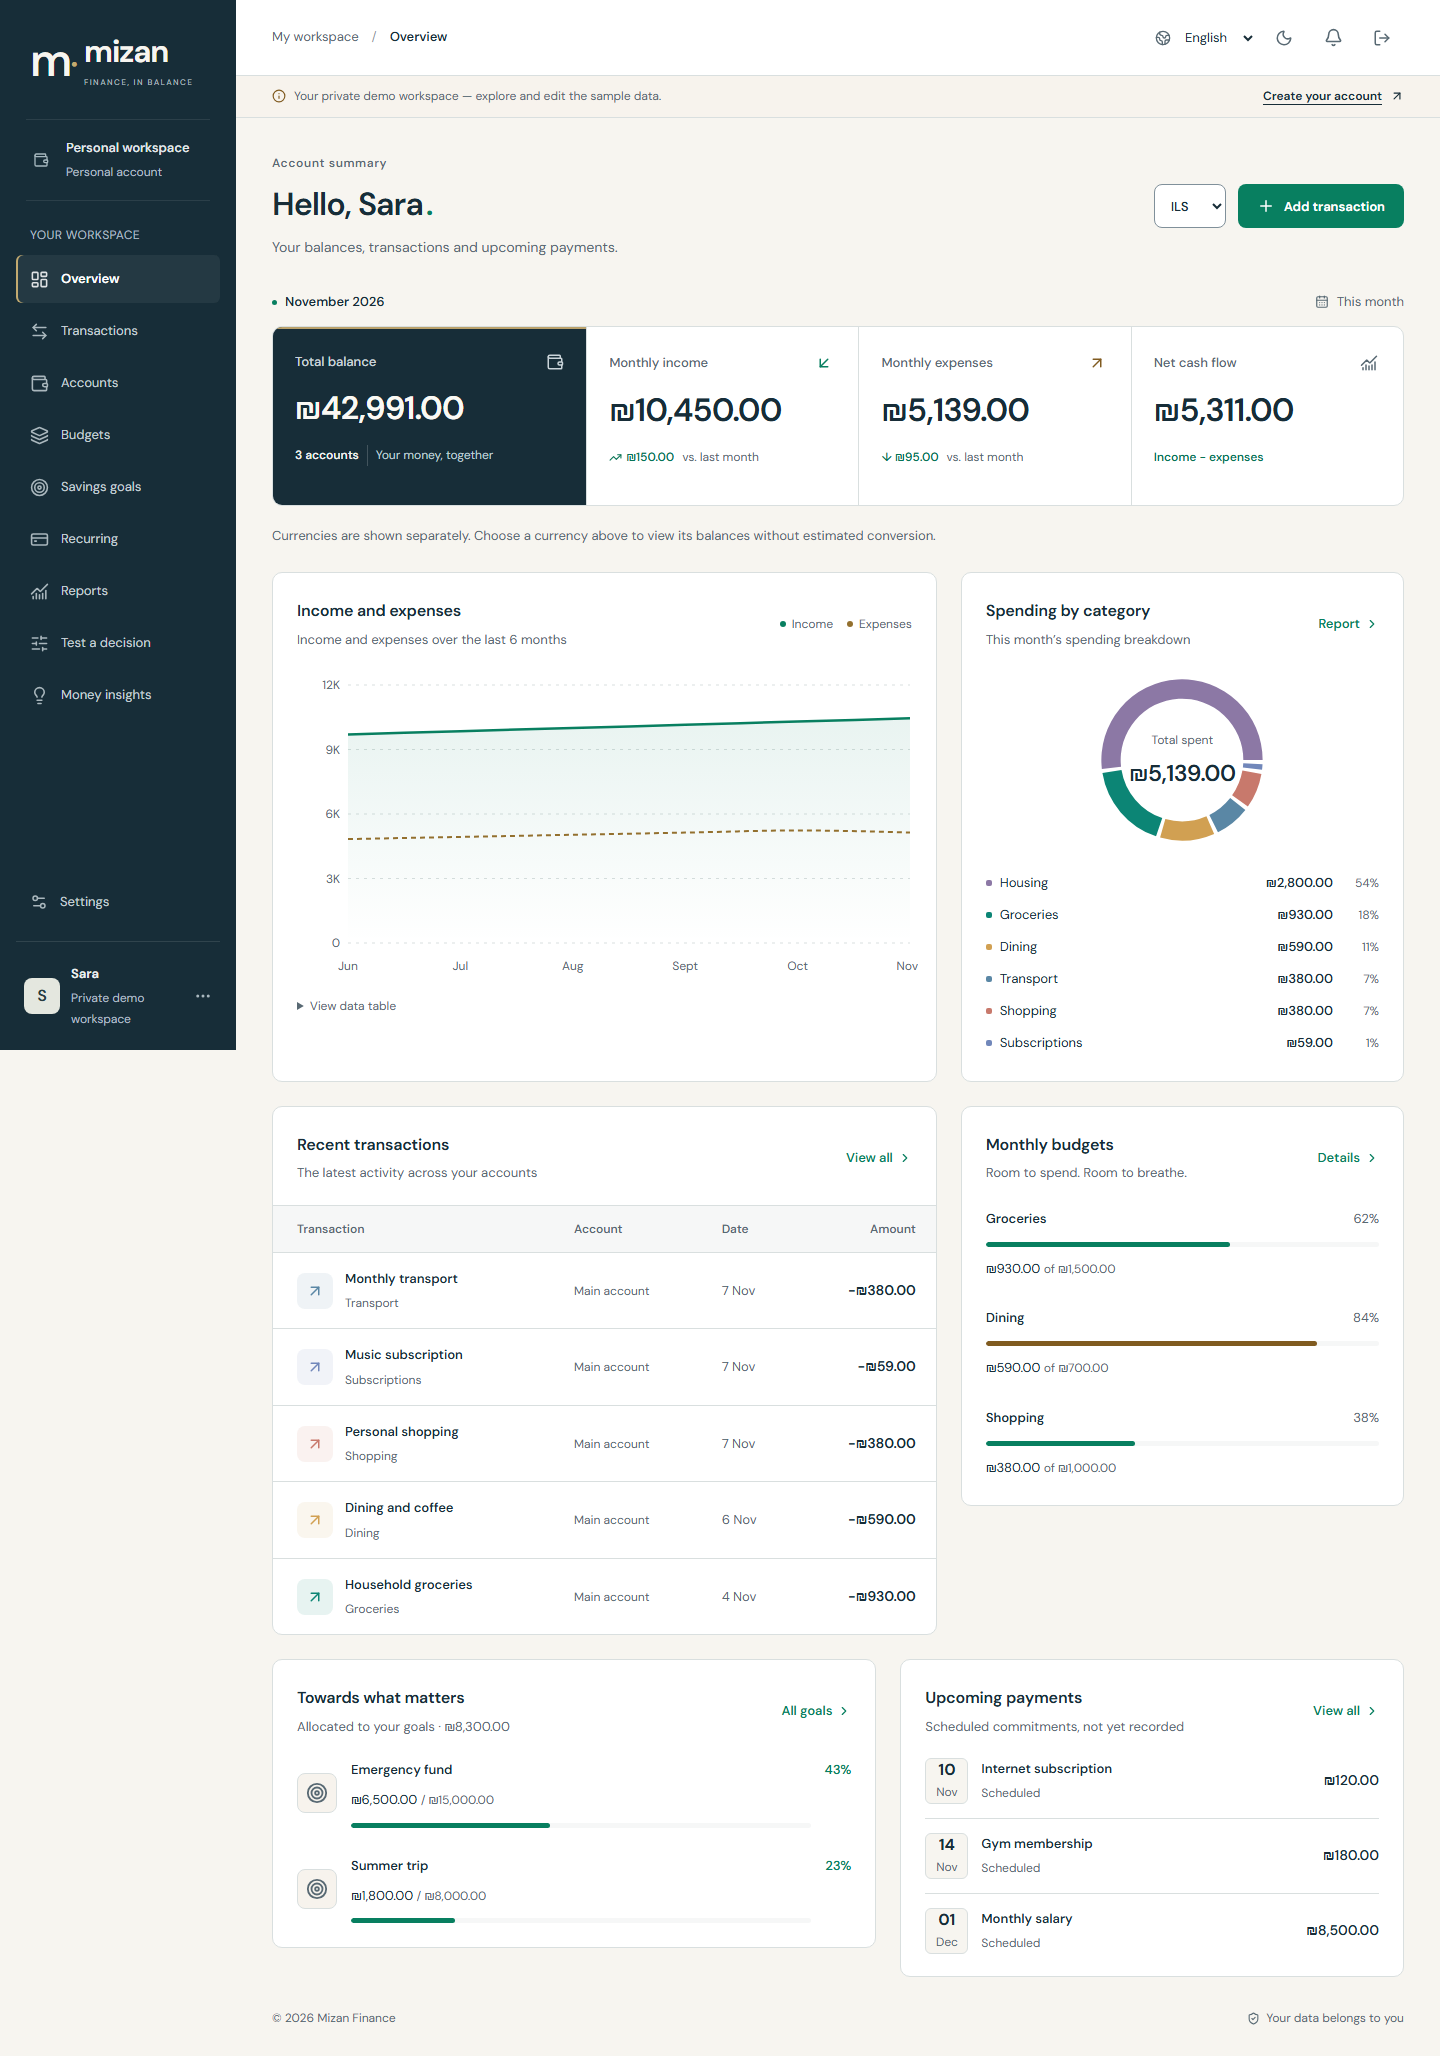 m.
mizan
FINANCE, IN BALANCE
Personal workspace
Personal account
YOUR WORKSPACE
Overview
Transactions
Accounts
Budgets
Savings goals
Recurring
Reports
Test a decision
Money insights
Settings
S
Sara
Private demo
workspace
My workspace / Overview
English
Your private demo workspace — explore and edit the sample data.
Create your account
Account summary
Hello, Sara.
Your balances, transactions and upcoming payments.
ILS
Add transaction
November 2026
This month
Total balance
₪42,991.00
3 accounts
Your money, together
Monthly income
₪10,450.00
₪150.00 vs. last month
Monthly expenses
₪5,139.00
₪95.00 vs. last month
Net cash flow
₪5,311.00
Income − expenses
Currencies are shown separately. Choose a currency above to view its balances without estimated conversion.
Income and expenses
Income and expenses over the last 6 months
Income
Expenses
12K
9K
6K
3K
0
Jun
Jul
Aug
Sept
Oct
Nov
View data table
Spending by category
This month's spending breakdown
Report
Total spent
₪5,139.00
Housing ₪2,800.00 54%
Groceries ₪930.00 18%
Dining ₪590.00 11%
Transport ₪380.00 7%
Shopping ₪380.00 7%
Subscriptions ₪59.00 1%
Recent transactions
The latest activity across your accounts
View all
Transaction Account Date Amount
Monthly transport
Transport
Main account
7 Nov
-₪380.00
Music subscription
Subscriptions
Main account
7 Nov
-₪59.00
Personal shopping
Shopping
Main account
7 Nov
-₪380.00
Dining and coffee
Dining
Main account
6 Nov
-₪590.00
Household groceries
Groceries
Main account
4 Nov
-₪930.00
Monthly budgets
Room to spend. Room to breathe.
Details
Groceries 62%
₪930.00 of ₪1,500.00
Dining 84%
₪590.00 of ₪700.00
Shopping 38%
₪380.00 of ₪1,000.00
Towards what matters
Allocated to your goals · ₪8,300.00
All goals
Emergency fund 43%
₪6,500.00 / ₪15,000.00
Summer trip 23%
₪1,800.00 / ₪8,000.00
Upcoming payments
Scheduled commitments, not yet recorded
View all
10
Nov
Internet subscription
Scheduled
₪120.00
14
Nov
Gym membership
Scheduled
₪180.00
01
Dec
Monthly salary
Scheduled
₪8,500.00
© 2026 Mizan Finance
Your data belongs to you